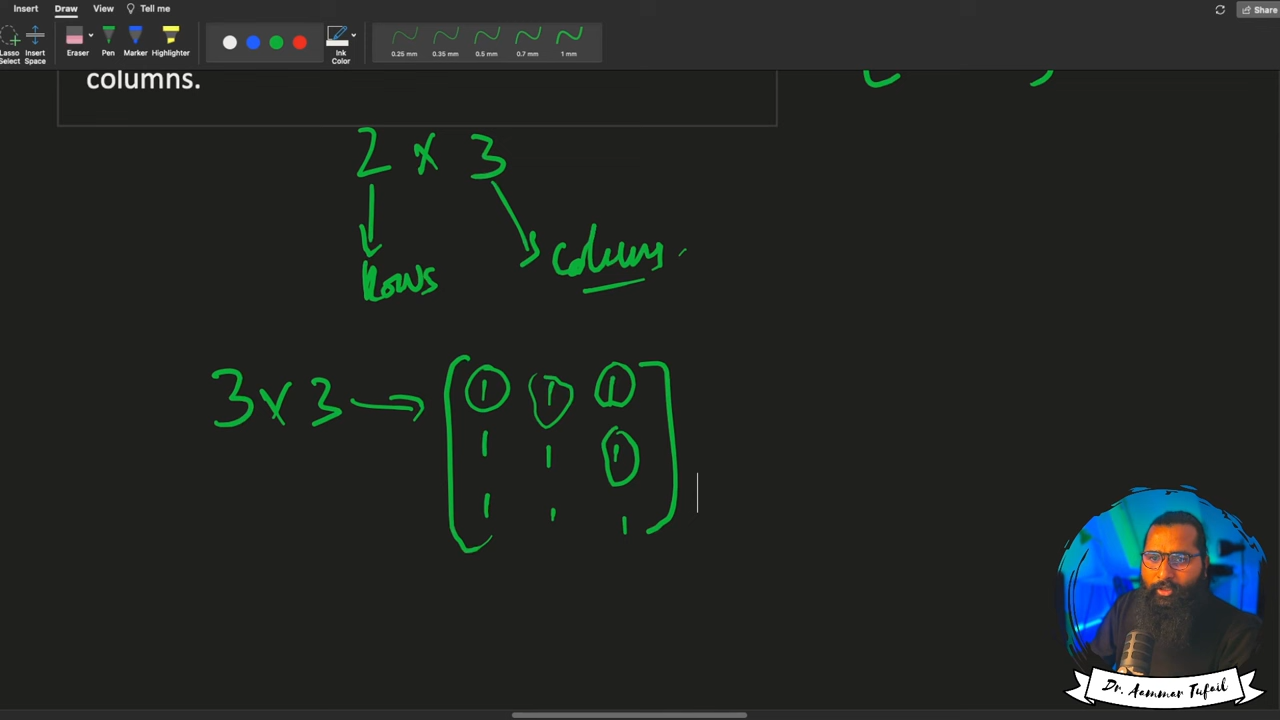 Insert Draw View Tell me
Share
Lasso Select Insert Space Eraser Pen Marker Highlighter Ink Color 0.25 mm 0.35 mm 0.5 mm 0.7 mm 1 mm
columns.
2 x 3
Rows
3 x 3
1 1 1
1 1 1
1 1 1
Dr. Aammar Tufail